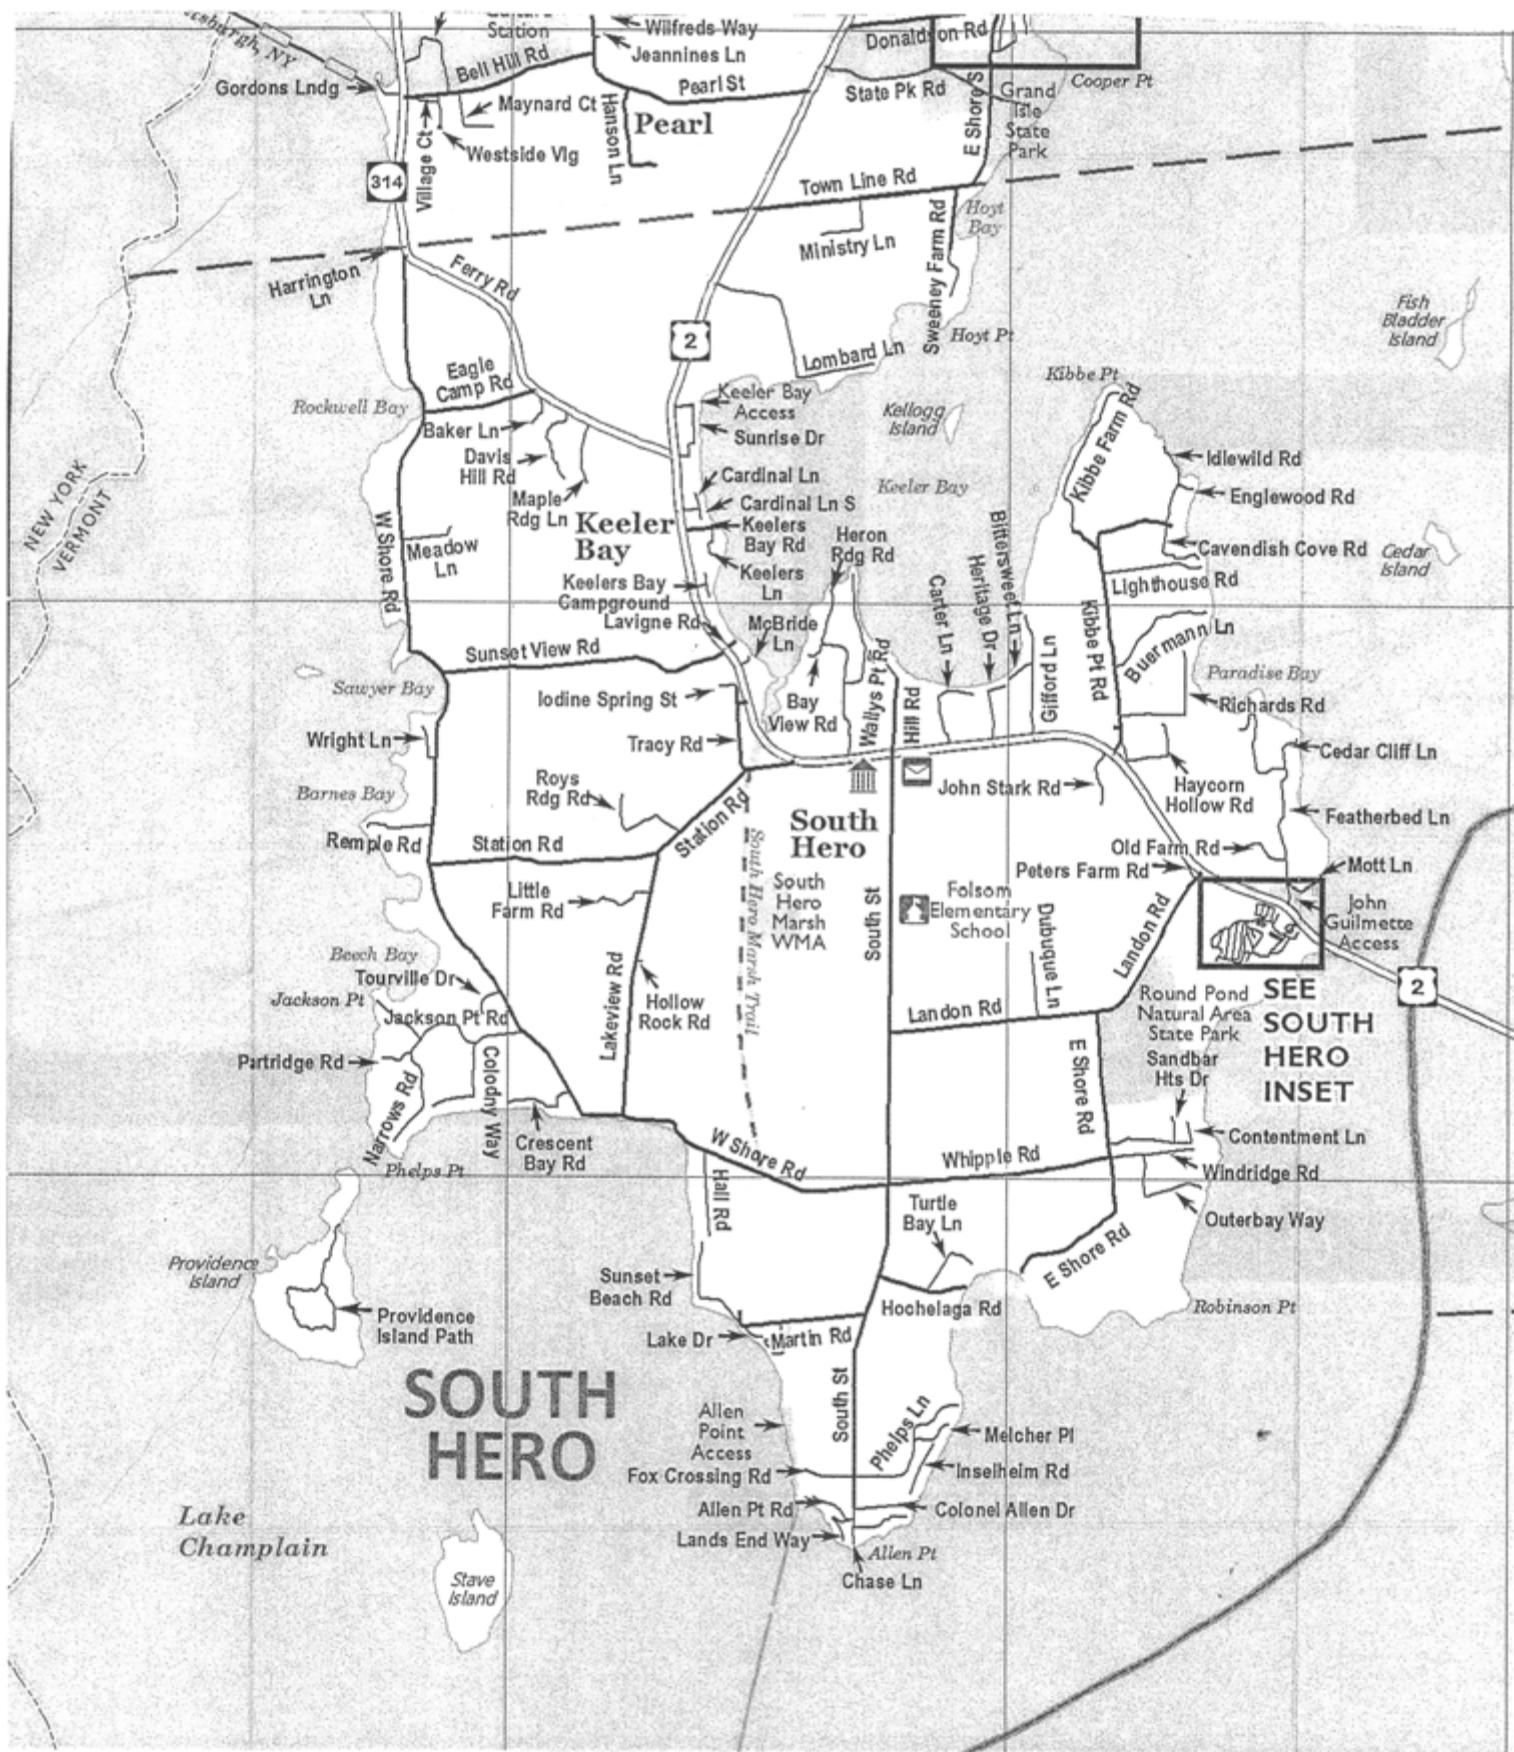 Station
Wilfreds Way
Jeannines Ln
Donaldson Rd
NY
Bell Hill Rd
Gordons Lndg
Pearl St
State Pk Rd
Cooper Pt
Maynard Ct
Hanson Ln
Pearl
E Shore S
Grand
Isle
State
Park
Westside Vlg
Village Ct
314
Town Line Rd
Hoyt
Bay
Ministry Ln
Sweeney Farm Rd
Harrington
Ln
Ferry Rd
Fish
Bladder
Island
2
Hoyt Pt
Lombard Ln
Eagle
Camp Rd
Kibbe Pt
Rockwell Bay
Keeler Bay
Access
Kellogg
Island
Kibbe Farm Rd
Baker Ln
Sunrise Dr
Davis
Hill Rd
Idlewild Rd
Cardinal Ln
Keeler Bay
Englewood Rd
Maple
Rdg Ln
Cardinal Ln S
Keeler
Bay
Keelers
Bay Rd
Heron
Rdg Rd
NEW YORK
VERMONT
W Shore Rd
Meadow
Ln
Bittersweet Ln
Cavendish Cove Rd
Cedar
Island
Keelers
Ln
Heritage Dr
Carter Ln
Lighthouse Rd
Keelers Bay
Campground
Lavigne Rd
McBride
Ln
Kibbe Pt Rd
Buermann Ln
Sunset View Rd
Wallys Pt Rd
Gifford Ln
Sawyer Bay
Paradise Bay
Iodine Spring St
Bay
View Rd
Hill Rd
Richards Rd
Wright Ln
Tracy Rd
Cedar Cliff Ln
Roys
Rdg Rd
John Stark Rd
Haycorn
Hollow Rd
Barnes Bay
Station Rd
South
Hero
Featherbed Ln
Remple Rd
Station Rd
Old Farm Rd
Peters Farm Rd
Mott Ln
Little
Farm Rd
South Hero Marsh Trail
South
Hero
Marsh
WMA
South St
Folsom
Elementary
School
Dubuque Ln
Landon Rd
John
Guilmette
Access
Beech Bay
Tourville Dr
Jackson Pt
Jackson Pt Rd
Lakeview Rd
Hollow
Rock Rd
Landon Rd
Round Pond
Natural Area
State Park
SEE
SOUTH
HERO
INSET
2
Partridge Rd
Colodny Way
Narrows Rd
E Shore Rd
Sandbar
Hts Dr
Crescent
Bay Rd
Phelps Pt
W Shore Rd
Whipple Rd
Contentment Ln
Windridge Rd
Hall Rd
Turtle
Bay Ln
Outerbay Way
Providence
Island
Sunset
Beach Rd
E Shore Rd
Hochelaga Rd
Robinson Pt
Providence
Island Path
Lake Dr
Martin Rd
SOUTH
HERO
South St
Allen
Point
Access
Phelps Ln
Melcher Pl
Fox Crossing Rd
Inselheim Rd
Allen Pt Rd
Colonel Allen Dr
Lake
Champlain
Lands End Way
Allen Pt
Chase Ln
Stave
Island